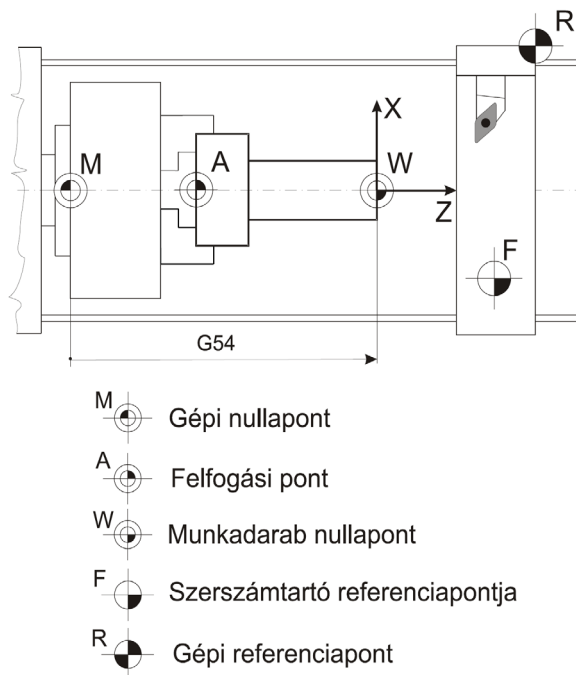 R
X
M
A
W
Z
F
G54
M Gépi nullapont
A Felfogási pont
W Munkadarab nullapont
F Szerszámtartó referenciapontja
R Gépi referenciapont